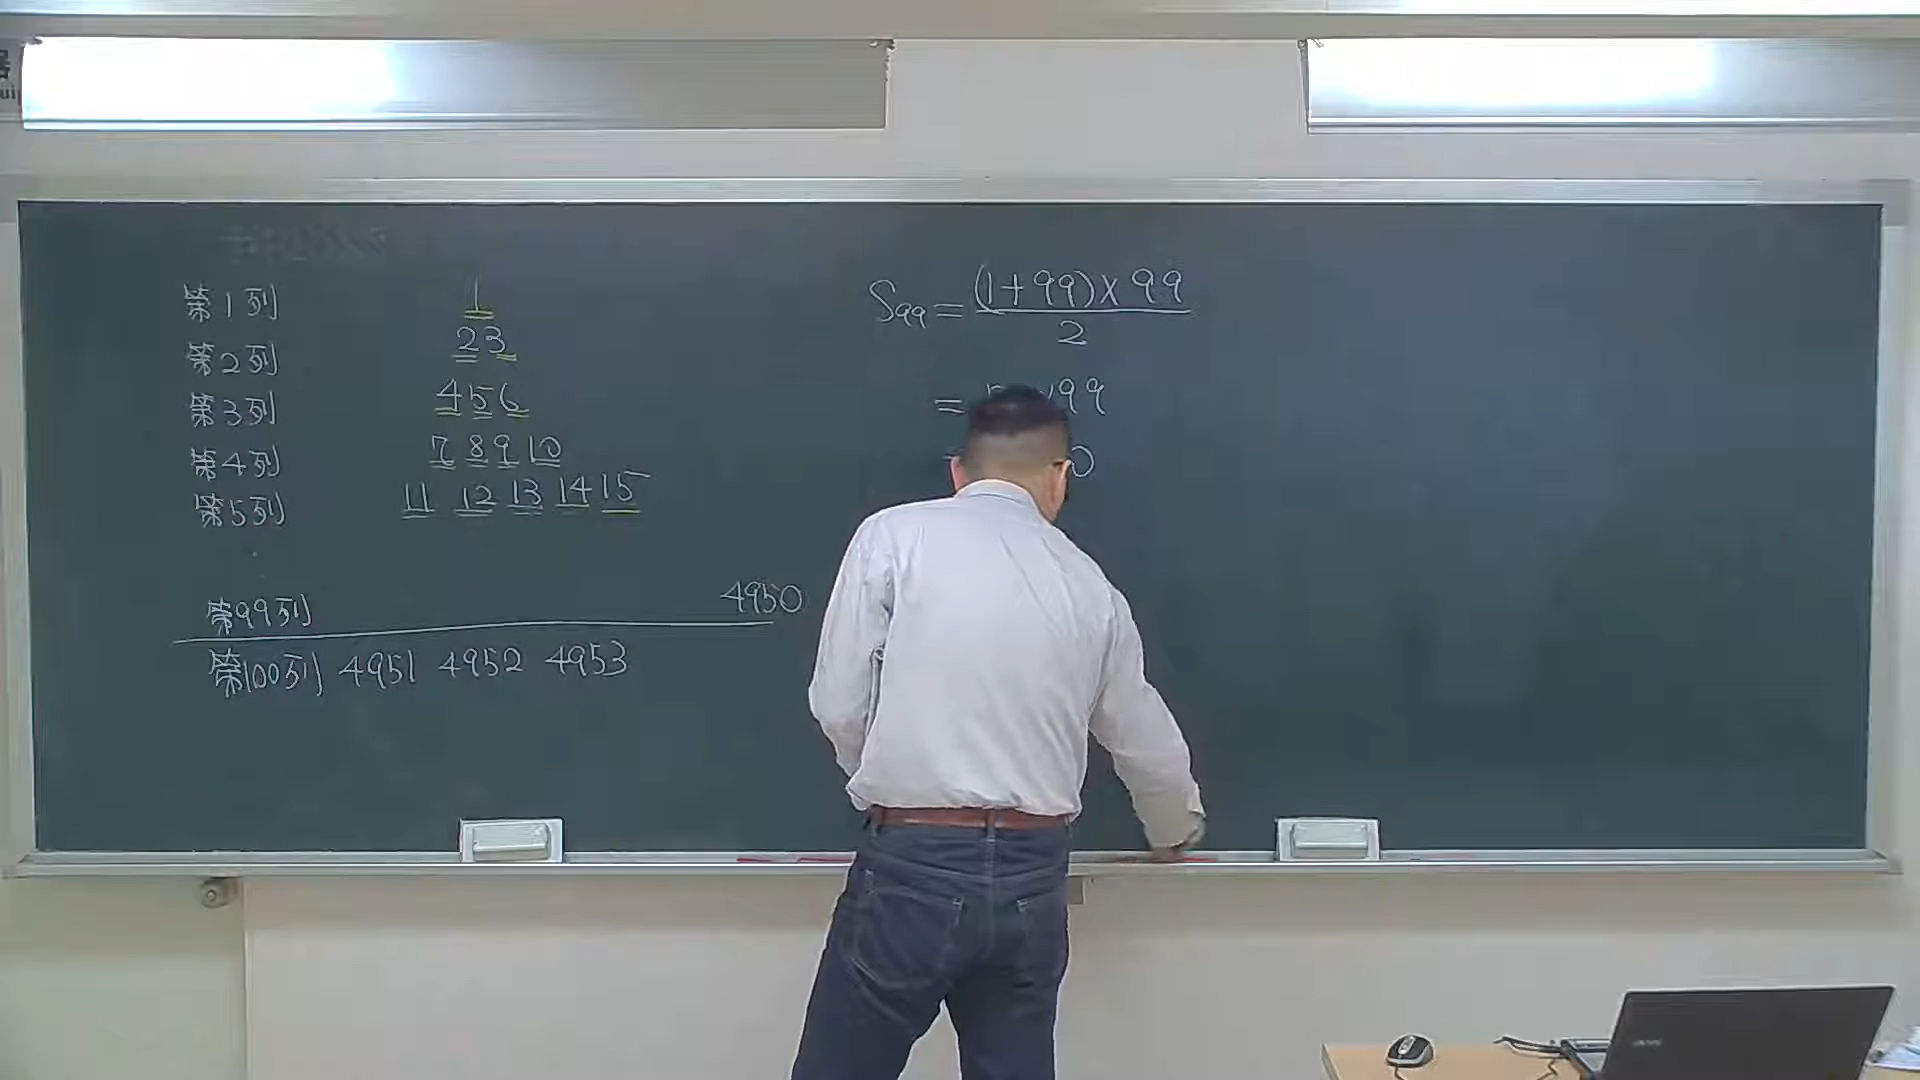 第1列 1
第2列 2 3
第3列 4 5 6
第4列 7 8 9 10
第5列 11 12 13 14 15
第99列 4950
第100列 4951 4952 4953
S99 = (1+99)×99
2
= 99
0